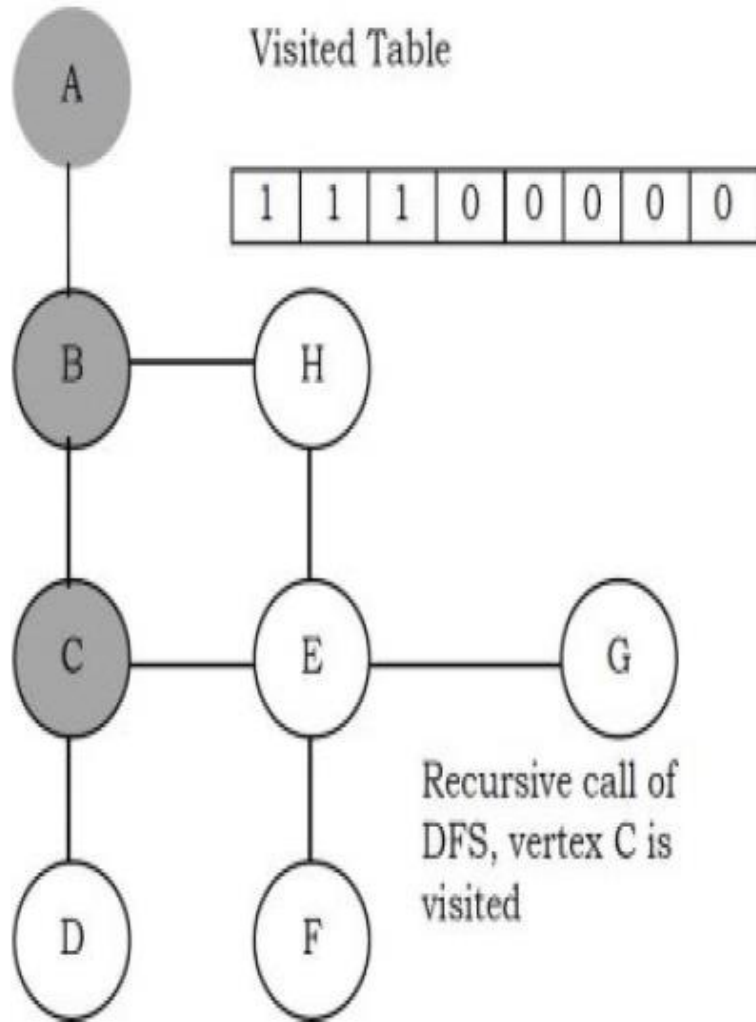 A
Visited Table
1 1 1 0 0 0 0 0
B H
C E G
Recursive call of
DFS, vertex C is
visited
D F